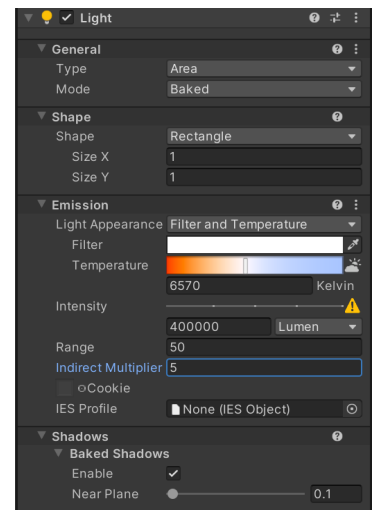 Light
General
Type Area
Mode Baked
Shape
Shape Rectangle
Size X 1
Size Y 1
Emission
Light Appearance Filter and Temperature
Filter
Temperature
6570 Kelvin
Intensity
400000 Lumen
Range 50
Indirect Multiplier 5
Cookie
IES Profile None (IES Object)
Shadows
Baked Shadows
Enable
Near Plane 0.1